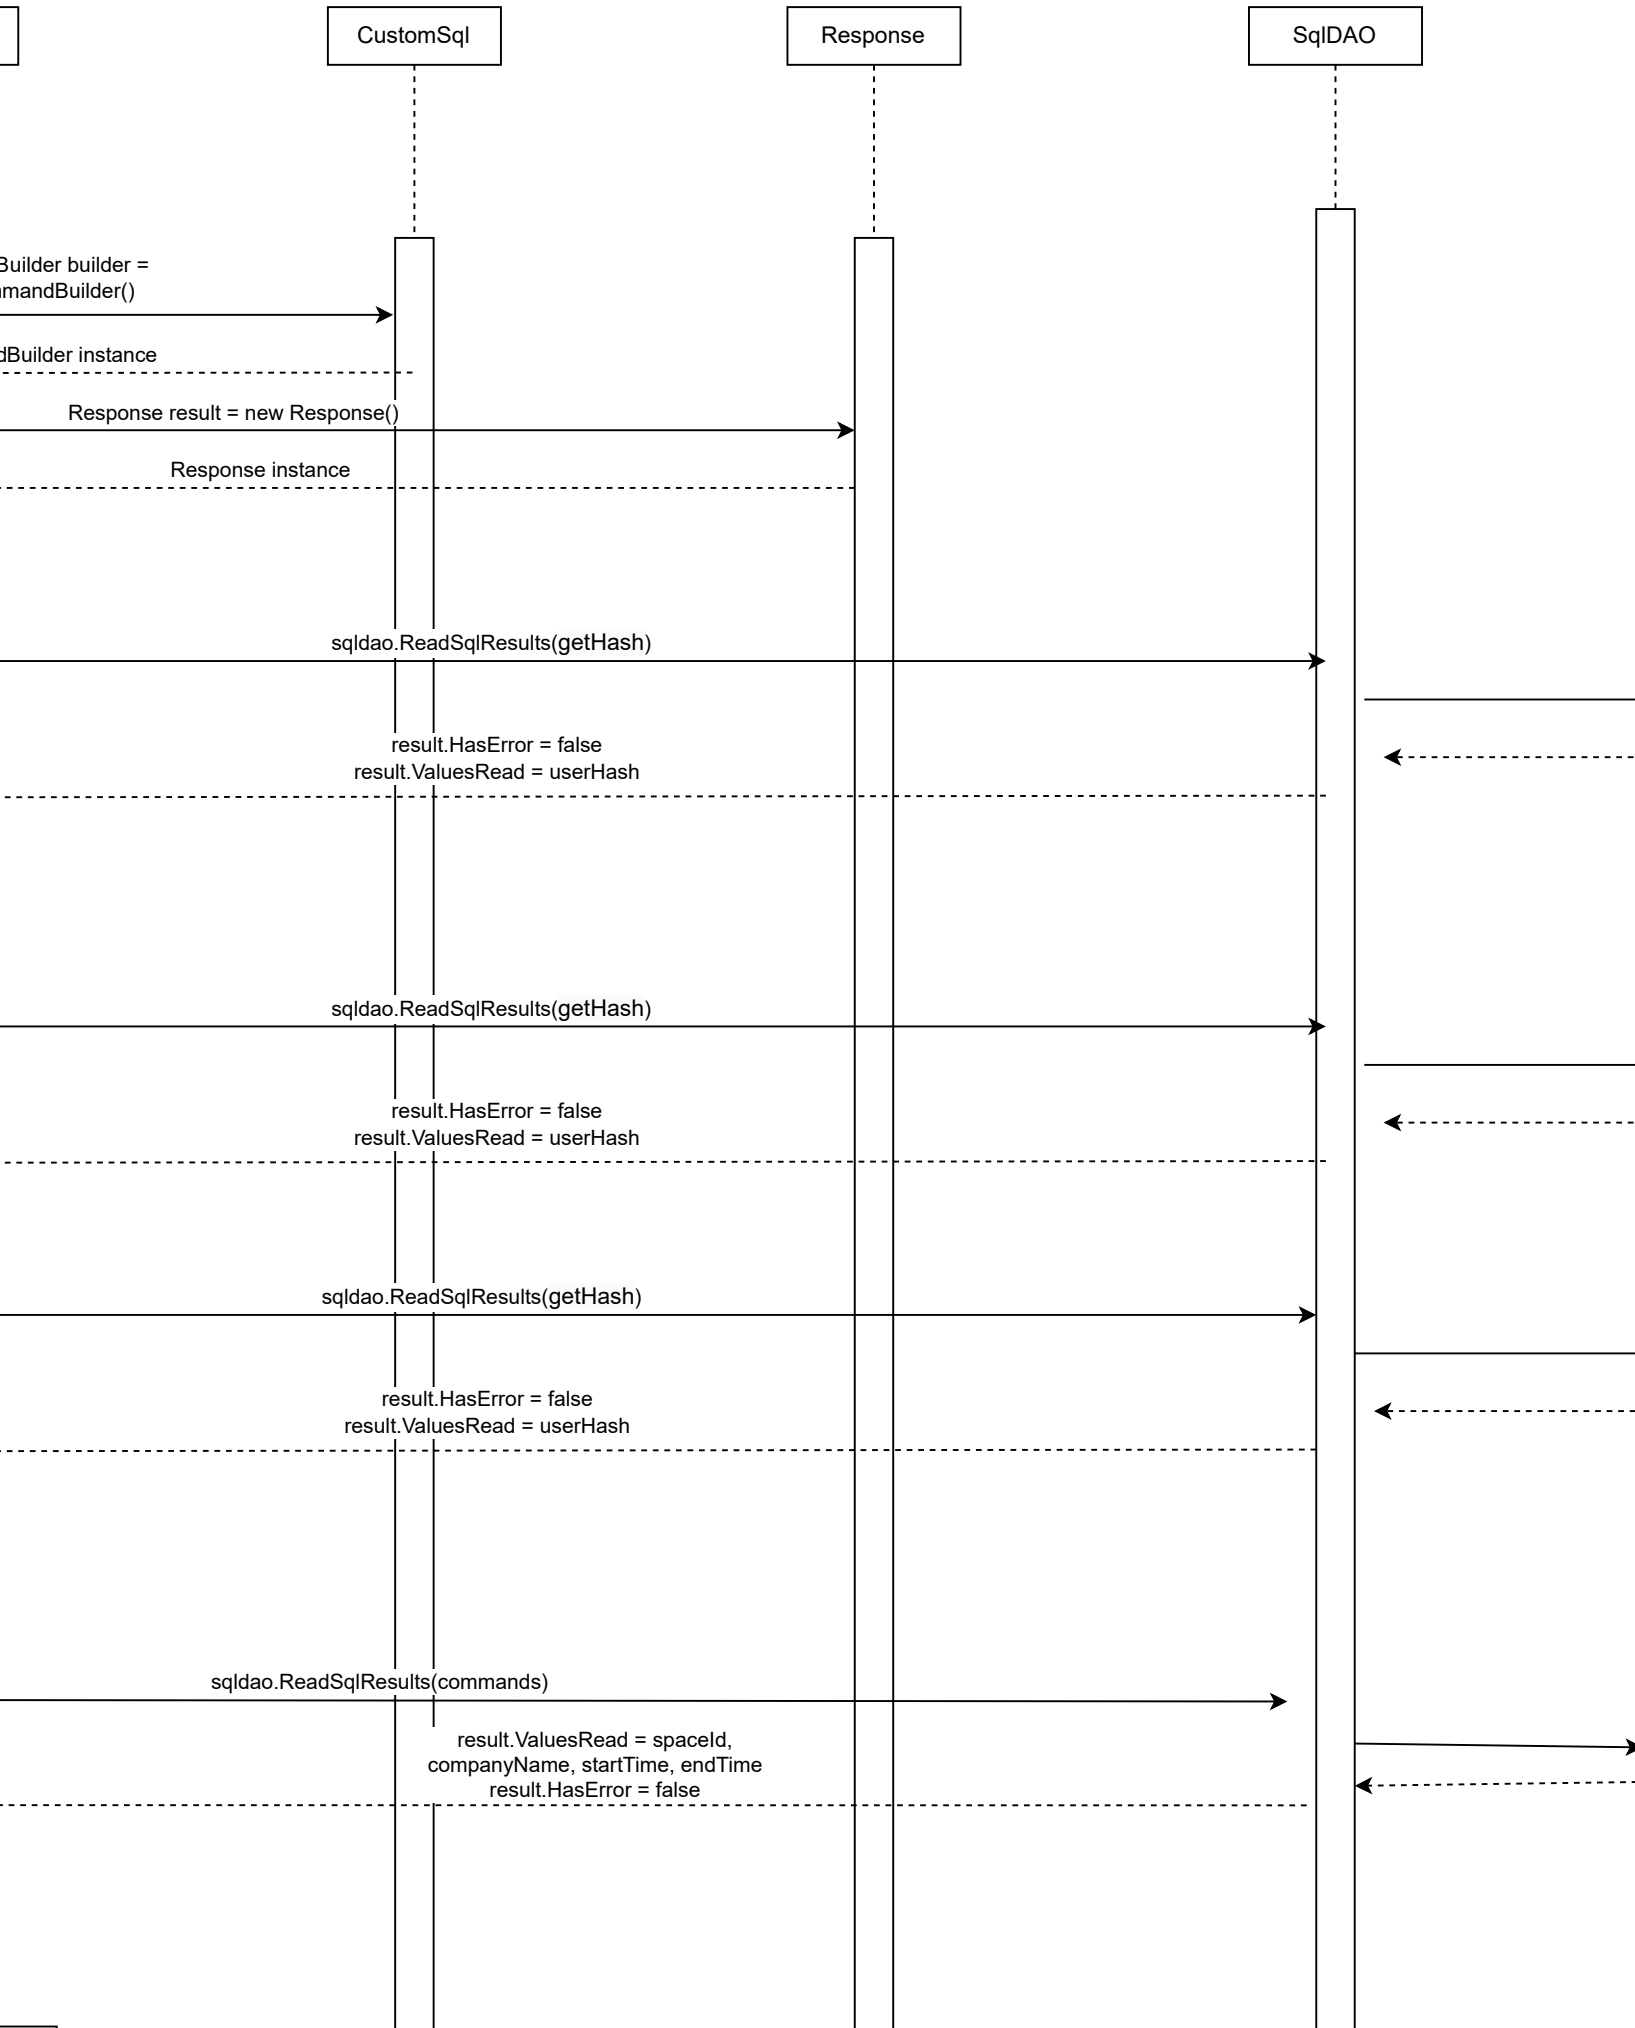 CustomSql
Response
SqlDAO
Builder builder =
mandBuilder()
dBuilder instance
Response result = new Response()
Response instance
sqldao.ReadSqlResults(getHash)
result.HasError = false
result.ValuesRead = userHash
sqldao.ReadSqlResults(getHash)
result.HasError = false
result.ValuesRead = userHash
sqldao.ReadSqlResults(getHash)
result.HasError = false
result.ValuesRead = userHash
sqldao.ReadSqlResults(commands)
result.ValuesRead = spaceId,
companyName, startTime, endTime
result.HasError = false